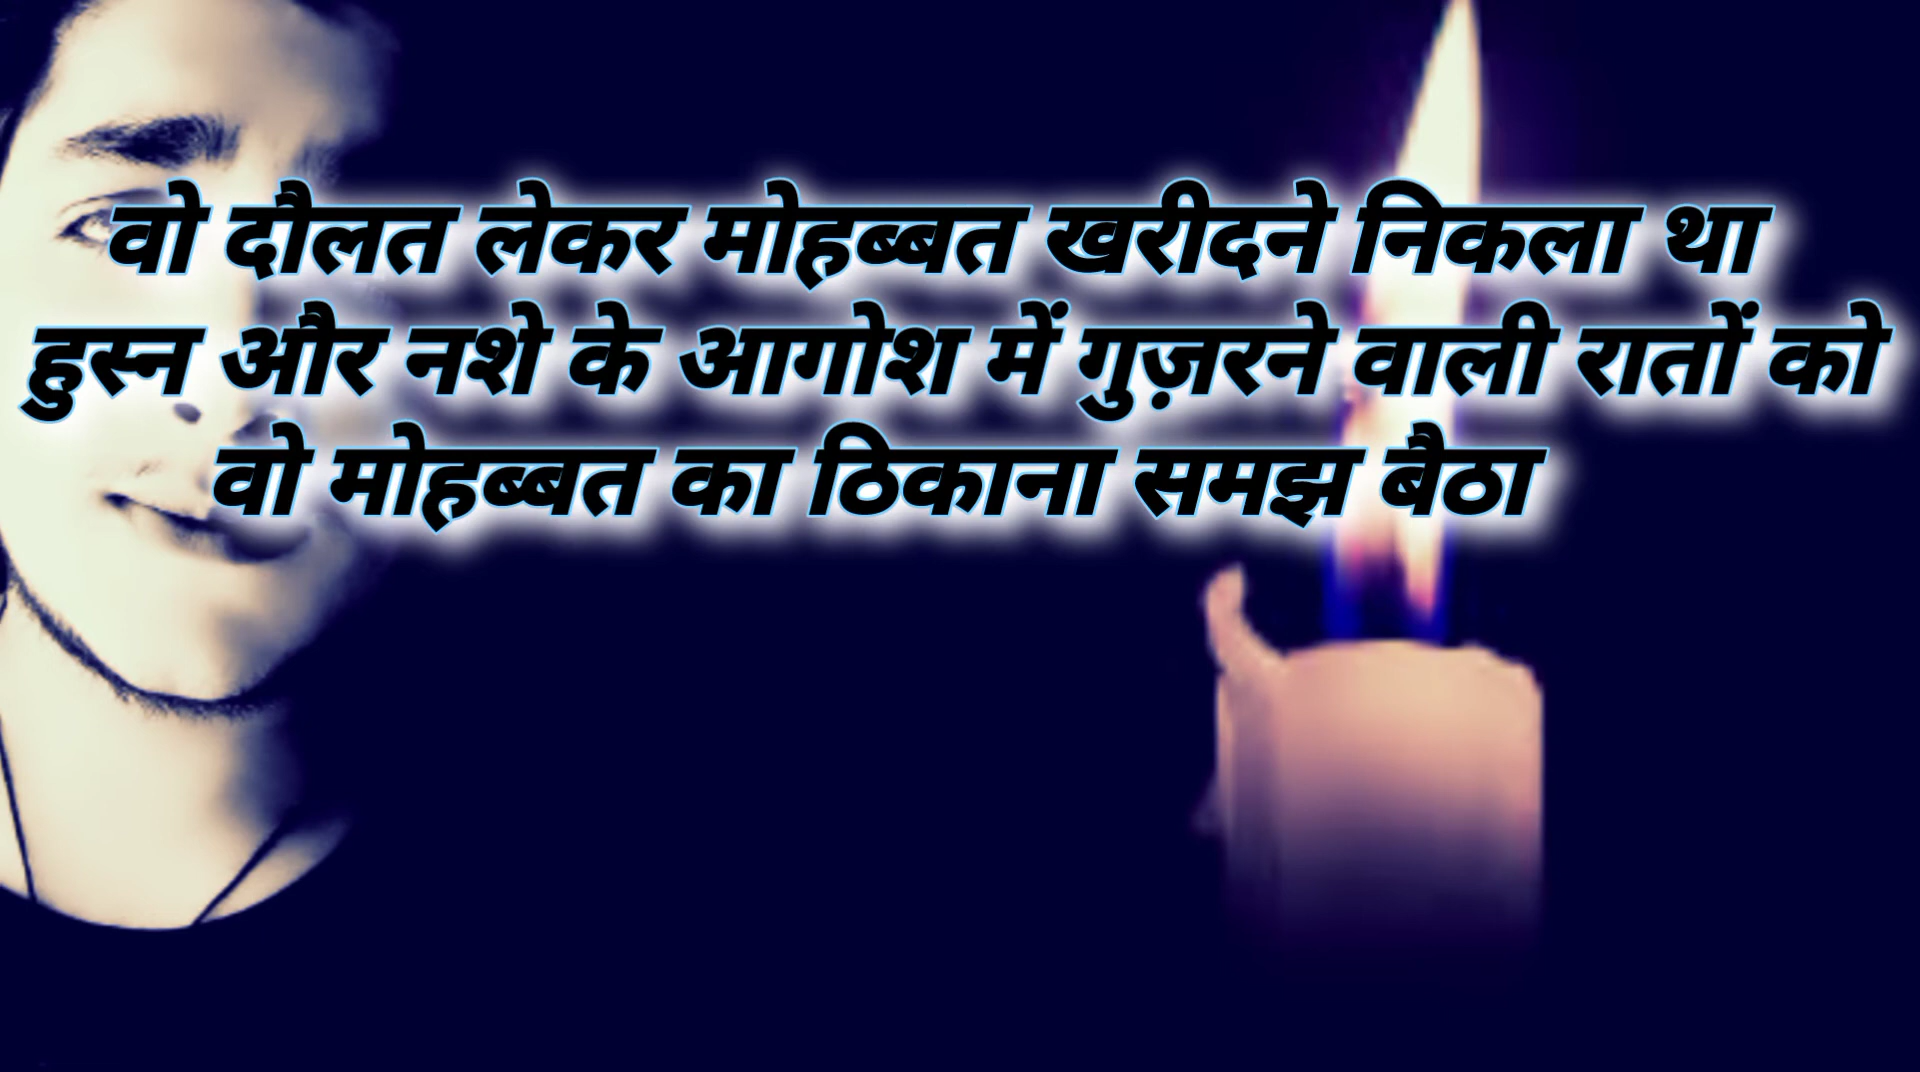 वो दौलत लेकर मोहब्बत खरीदने निकला था
हुस्न और नशे के आगोश में गुज़रने वाली रातों को
वो मोहब्बत का ठिकाना समझ बैठा